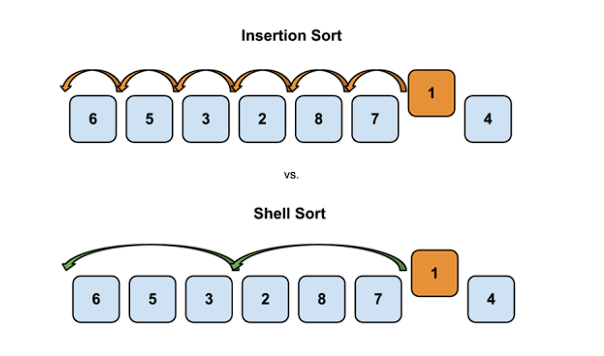 Insertion Sort
1
6 5 3 2 8 7 4
vs.
Shell Sort
1
6 5 3 2 8 7 4